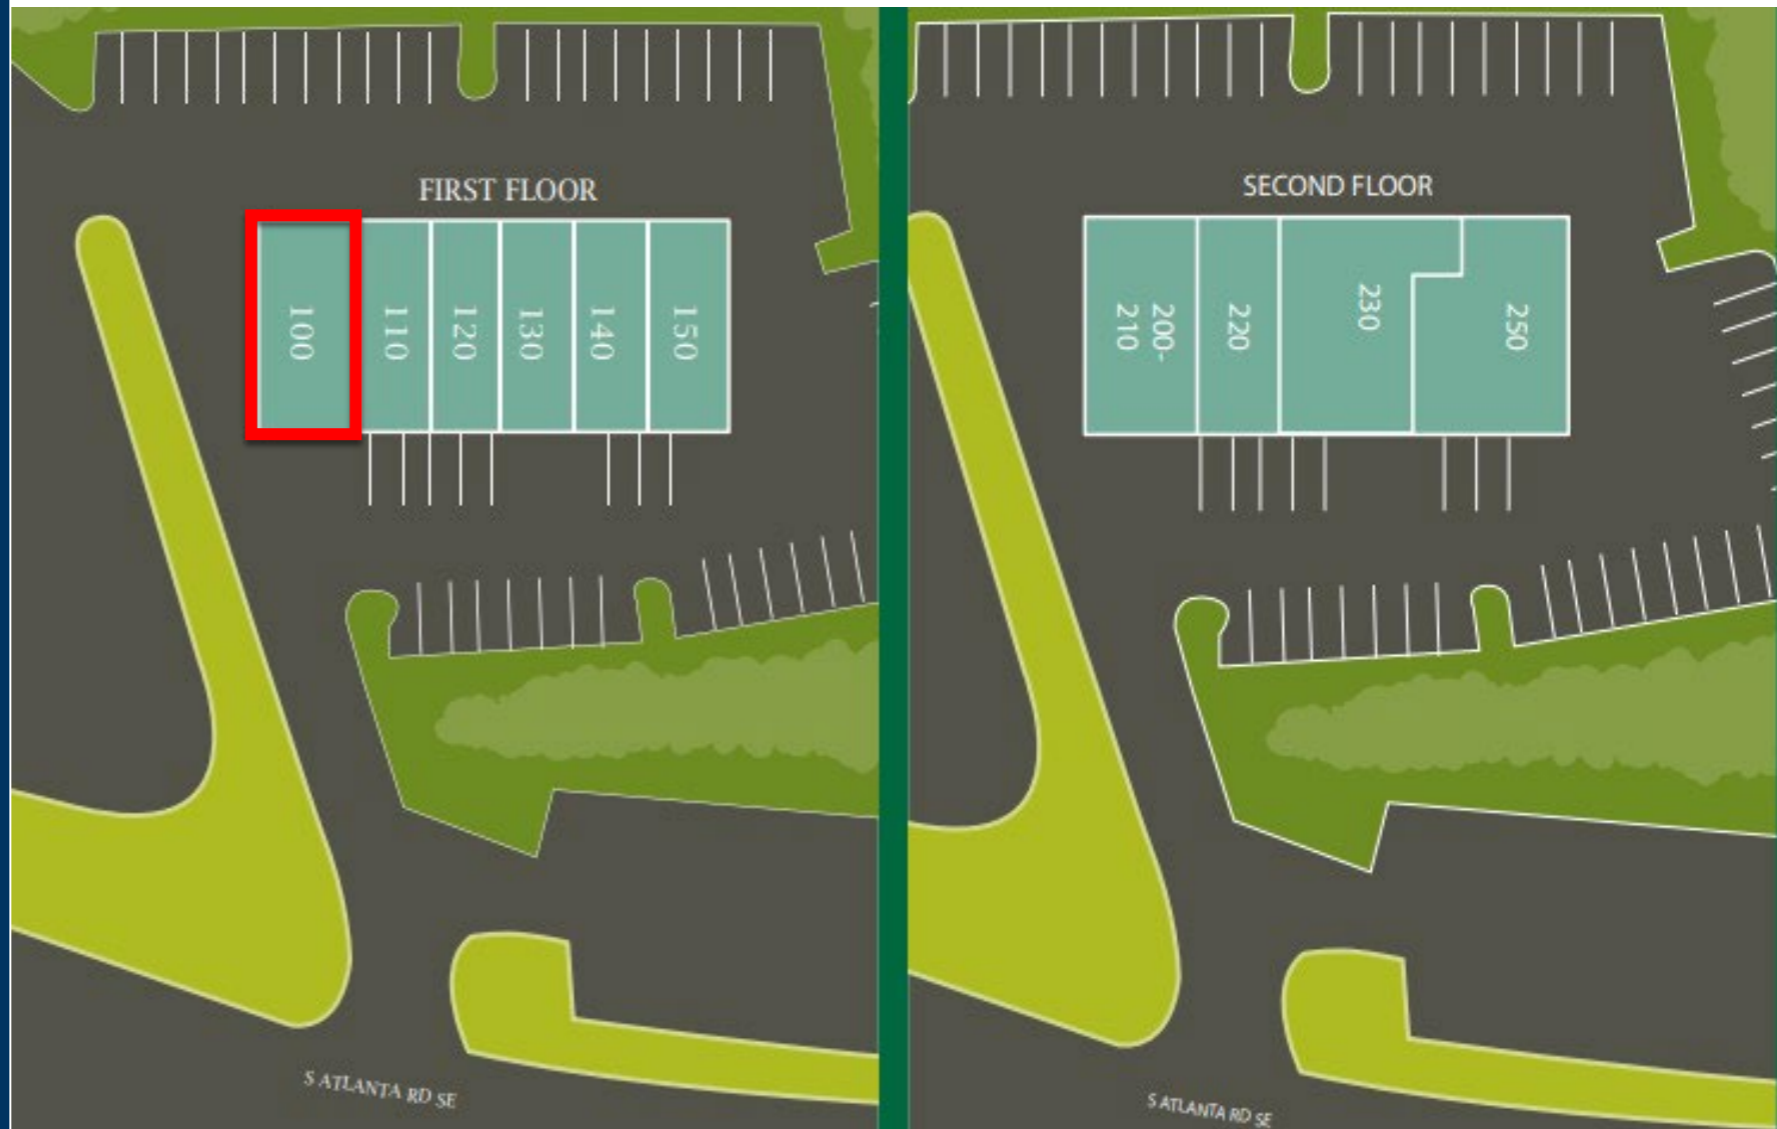 FIRST FLOOR
100
110
120
130
140
150
S ATLANTA RD SE
SECOND FLOOR
200-
210
220
230
250
S ATLANTA RD SE